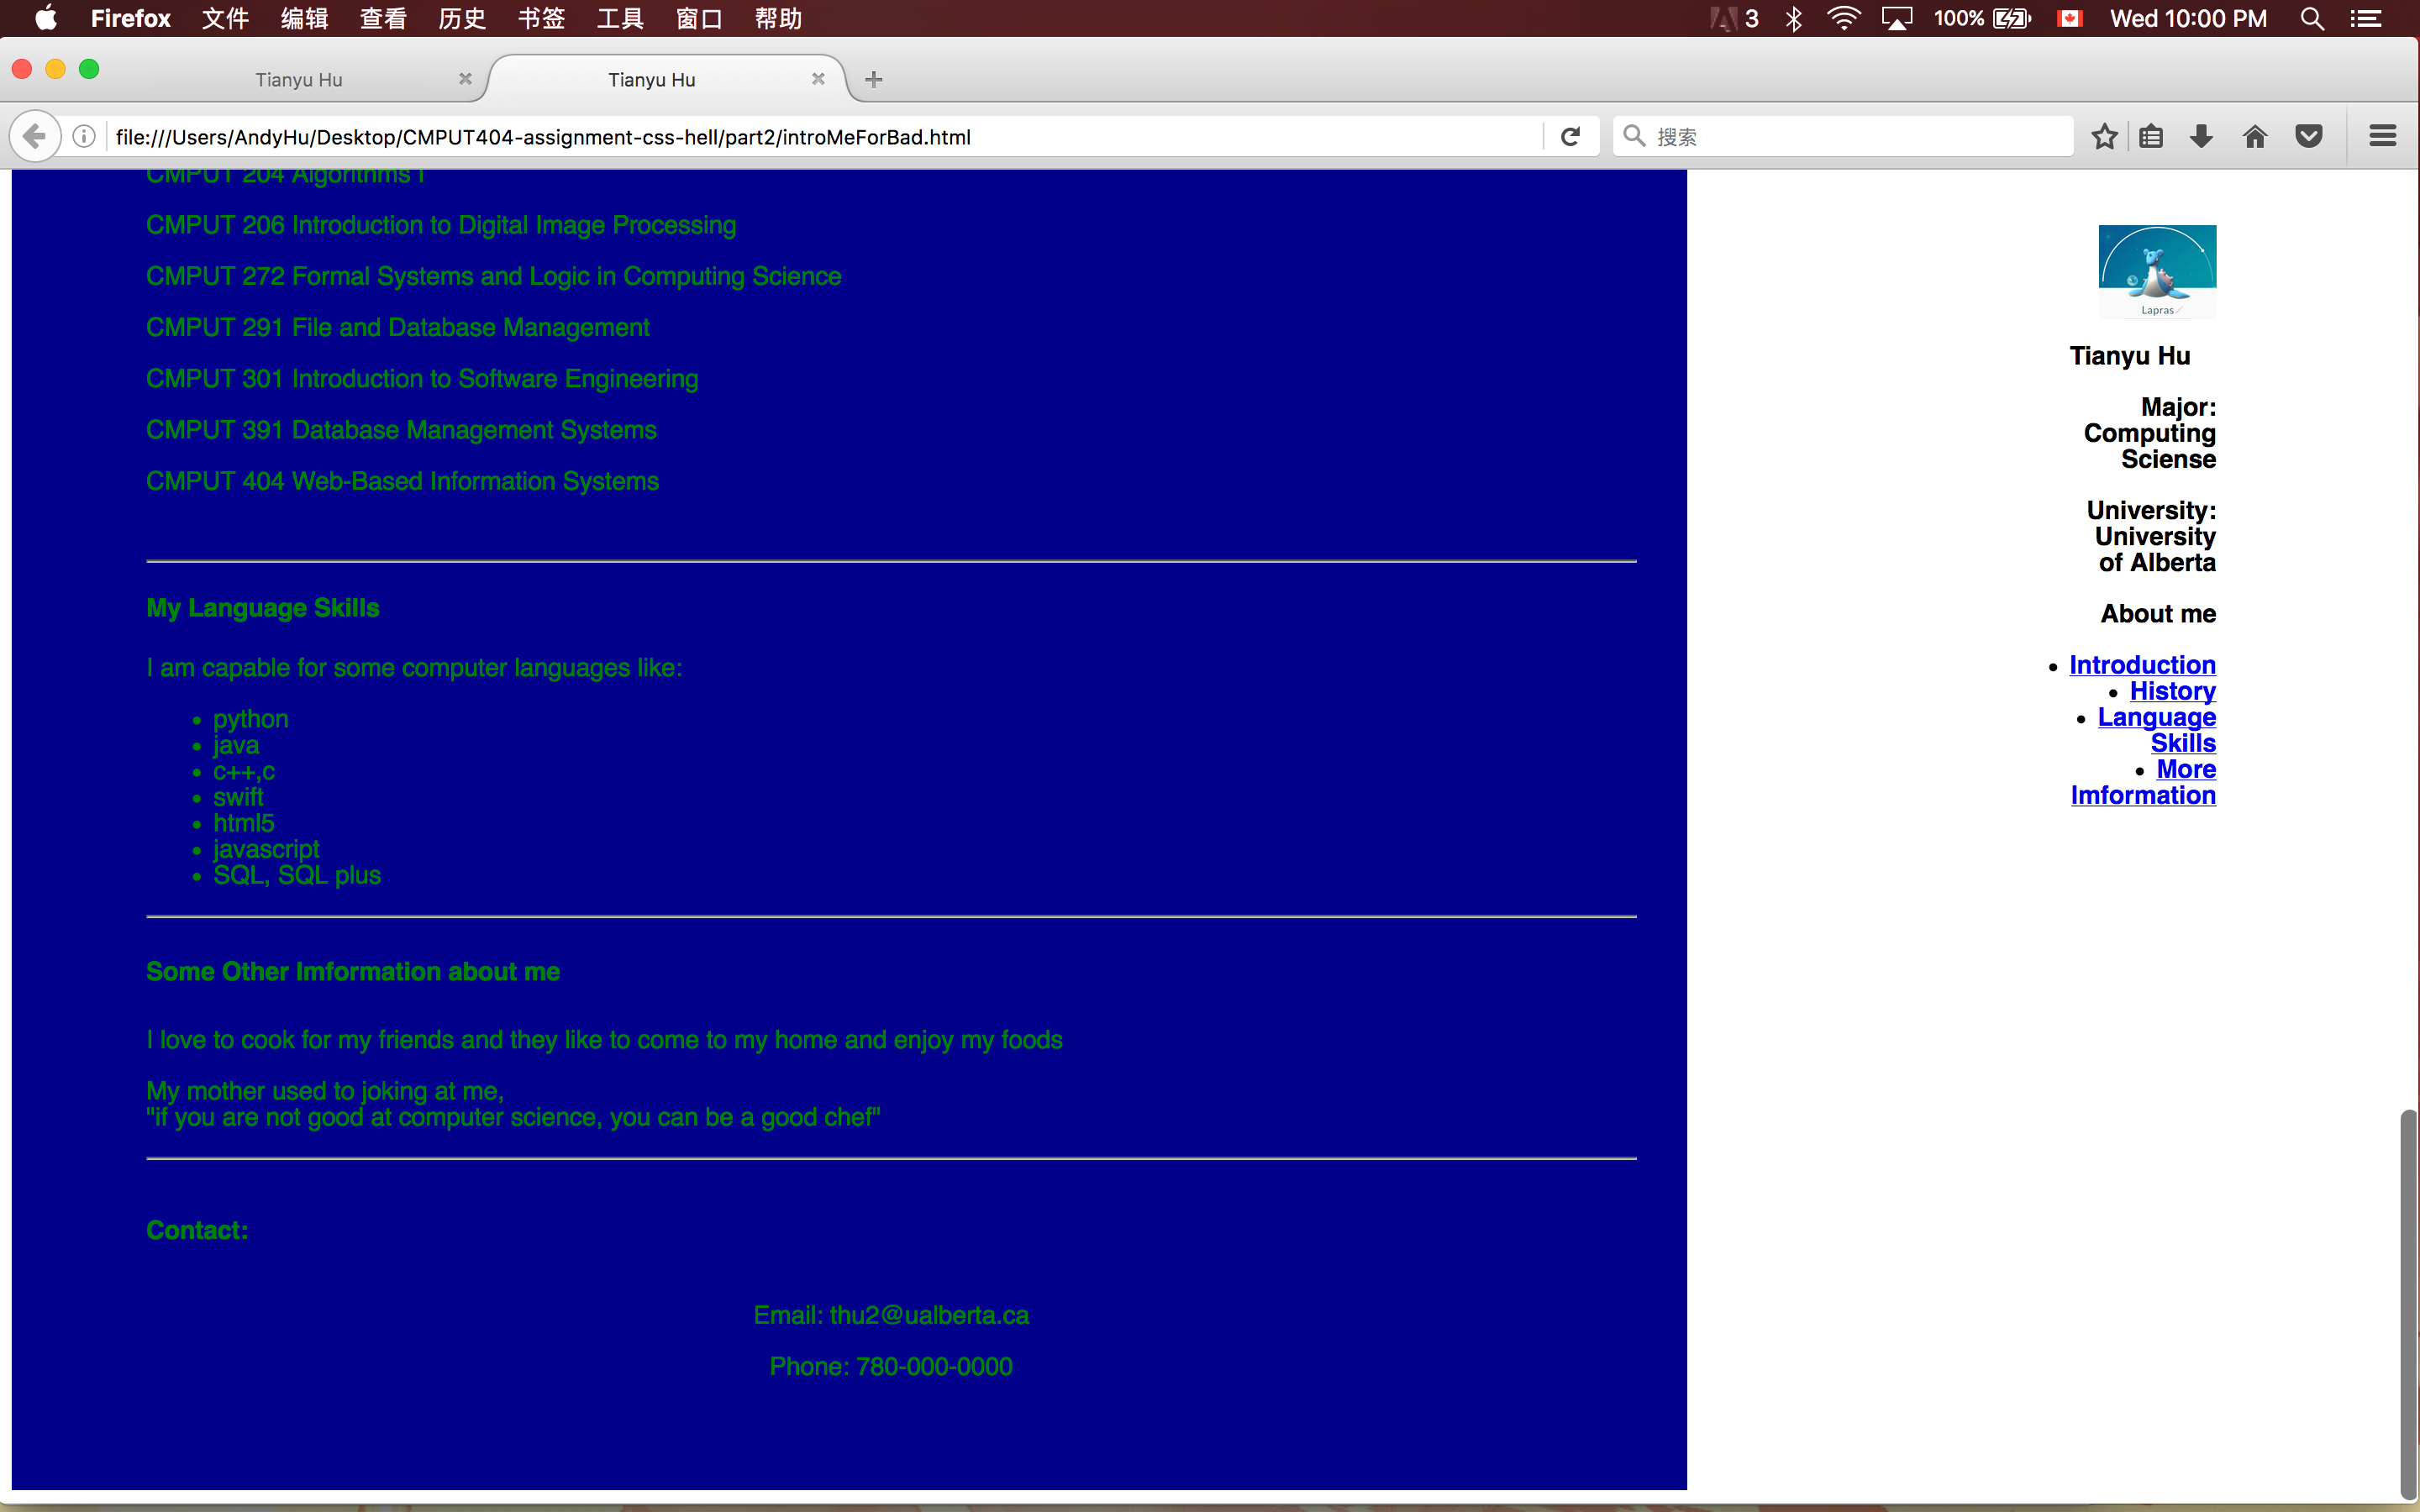 Firefox 文件 编辑 查看 历史 书签 工具 窗口 帮助 3 100% Wed 10:00 PM
Tianyu Hu Tianyu Hu
file:///Users/AndyHu/Desktop/CMPUT404-assignment-css-hell/part2/introMeForBad.html 搜索
CMPUT 204 Algorithms I
CMPUT 206 Introduction to Digital Image Processing
CMPUT 272 Formal Systems and Logic in Computing Science
CMPUT 291 File and Database Management
CMPUT 301 Introduction to Software Engineering
CMPUT 391 Database Management Systems
CMPUT 404 Web-Based Information Systems
My Language Skills
I am capable for some computer languages like:
python
java
c++,c
swift
html5
javascript
SQL, SQL plus
Some Other Imformation about me
I love to cook for my friends and they like to come to my home and enjoy my foods
My mother used to joking at me,
"if you are not good at computer science, you can be a good chef"
Contact:
Email: thu2@ualberta.ca
Phone: 780-000-0000
Lapras
Tianyu Hu
Major:
Computing
Sciense
University:
University
of Alberta
About me
Introduction
History
Language
Skills
More
Imformation